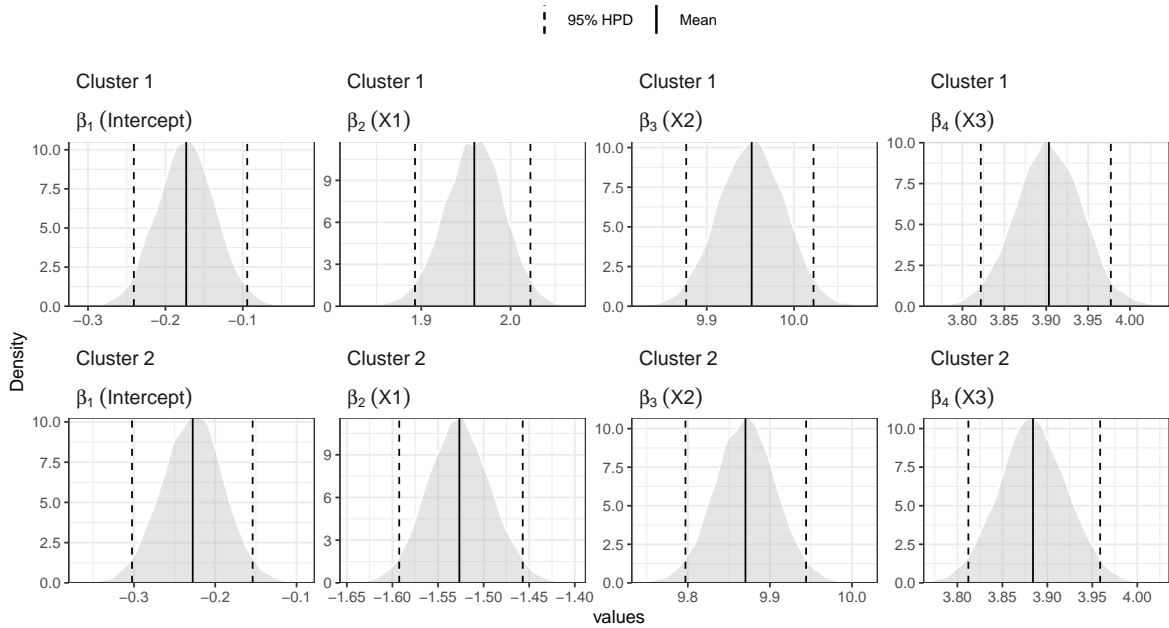 95% HPD Mean
Cluster 1 Cluster 1 Cluster 1 Cluster 1
β₁ (Intercept) β₂ (X1) β₃ (X2) β₄ (X3)
10.0 10.0 10.0
9
7.5 7.5 7.5
6
5.0 5.0 5.0
3
2.5 2.5 2.5
0.0 0 0.0 0.0
−0.3 −0.2 −0.1 1.9 2.0 9.9 10.0 3.80 3.85 3.90 3.95 4.00
Density
Cluster 2 Cluster 2 Cluster 2 Cluster 2
β₁ (Intercept) β₂ (X1) β₃ (X2) β₄ (X3)
10.0 10.0 10.0
9
7.5 7.5 7.5
6
5.0 5.0 5.0
3
2.5 2.5 2.5
0.0 0 0.0 0.0
−0.3 −0.2 −0.1 −1.65 −1.60 −1.55 −1.50 −1.45 −1.40 9.8 9.9 10.0 3.80 3.85 3.90 3.95 4.00
values